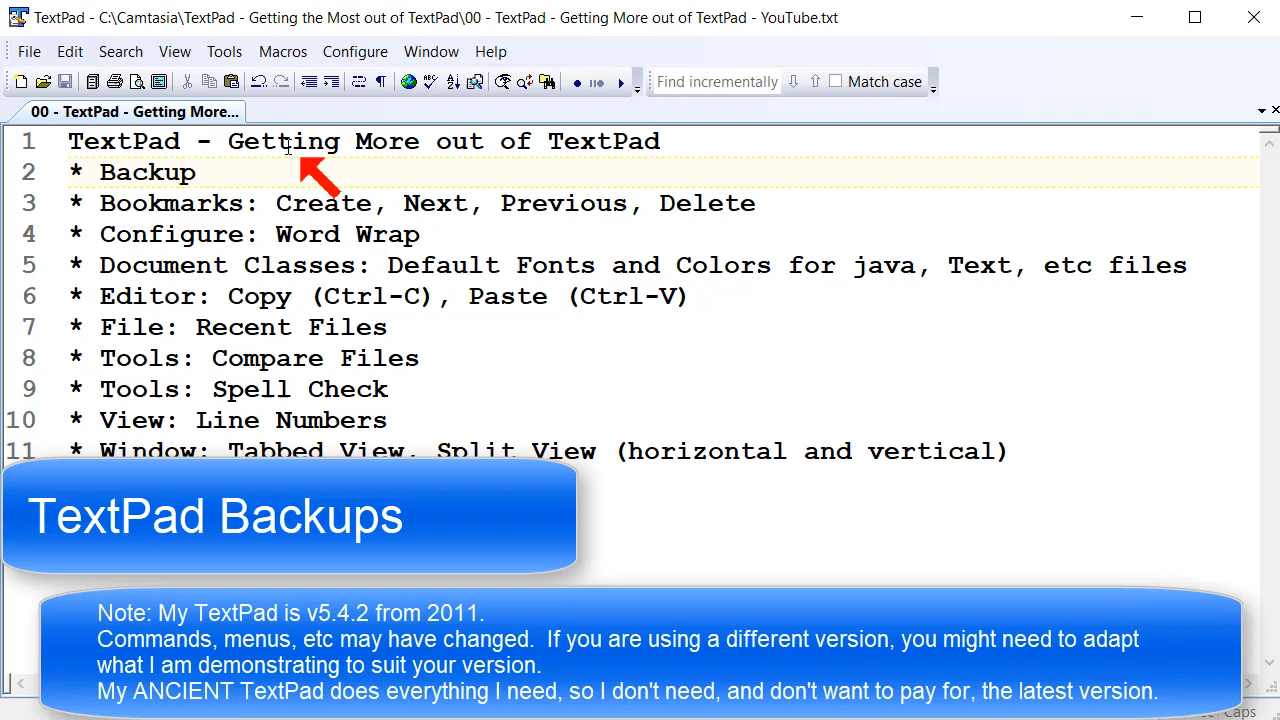 TextPad - C:\Camtasia\TextPad - Getting the Most out of TextPad\00 - TextPad - Getting More out of TextPad - YouTube.txt
File Edit Search View Tools Macros Configure Window Help
Find incrementally Match case
00 - TextPad - Getting More...
1 TextPad - Getting More out of TextPad
2 * Backup
3 * Bookmarks: Create, Next, Previous, Delete
4 * Configure: Word Wrap
5 * Document Classes: Default Fonts and Colors for java, Text, etc files
6 * Editor: Copy (Ctrl-C), Paste (Ctrl-V)
7 * File: Recent Files
8 * Tools: Compare Files
9 * Tools: Spell Check
10 * View: Line Numbers
11 * Window: Tabbed View, Split View (horizontal and vertical)
TextPad Backups
Note: My TextPad is v5.4.2 from 2011.
Commands, menus, etc may have changed. If you are using a different version, you might need to adapt
what I am demonstrating to suit your version.
My ANCIENT TextPad does everything I need, so I don't need, and don't want to pay for, the latest version.
Caps